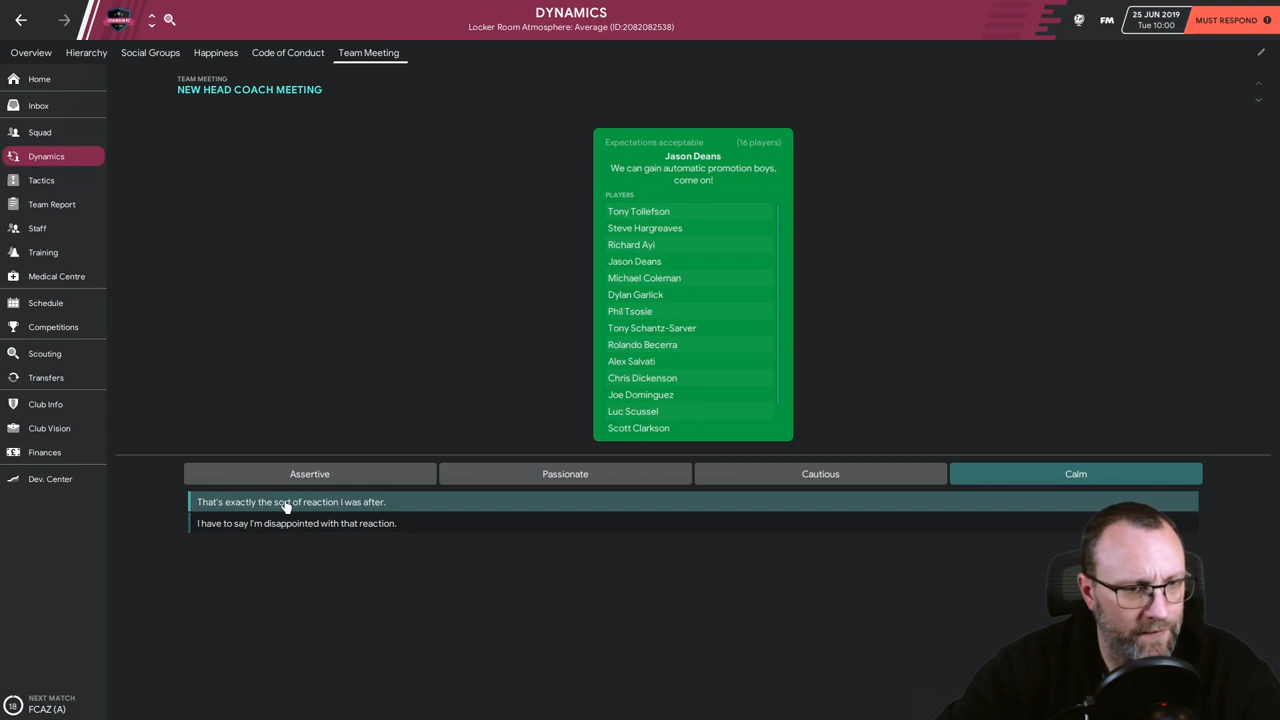 DYNAMICS
Locker Room Atmosphere: Average (ID:2082082538)
FM
25 JUN 2019
Tue 10:00
MUST RESPOND
Overview
Hierarchy
Social Groups
Happiness
Code of Conduct
Team Meeting
Home
Inbox
Squad
Dynamics
Tactics
Team Report
Staff
Training
Medical Centre
Schedule
Competitions
Scouting
Transfers
Club Info
Club Vision
Finances
Dev. Center
TEAM MEETING
NEW HEAD COACH MEETING
Expectations acceptable (16 players)
Jason Deans
We can gain automatic promotion boys,
come on!
PLAYERS
Tony Tollefson
Steve Hargreaves
Richard Ayi
Jason Deans
Michael Coleman
Dylan Garlick
Phil Tsosie
Tony Schantz-Sarver
Rolando Becerra
Alex Salvati
Chris Dickenson
Joe Domínguez
Luc Scussel
Scott Clarkson
Assertive
Passionate
Cautious
Calm
That's exactly the sort of reaction I was after.
I have to say I'm disappointed with that reaction.
18
NEXT MATCH
FCAZ (A)